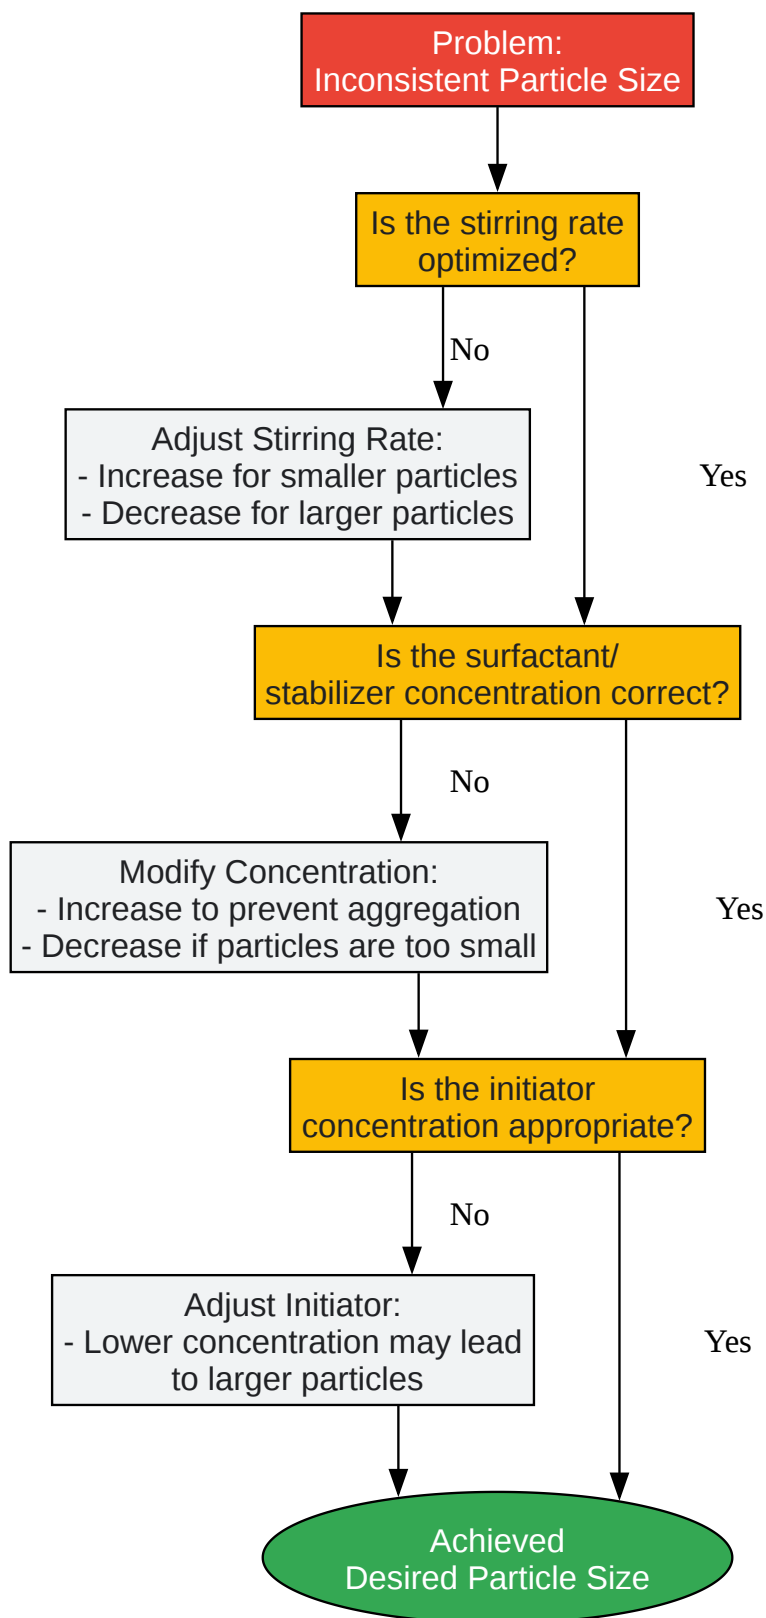 Problem:
Inconsistent Particle Size
Is the stirring rate
optimized?
No
Adjust Stirring Rate:
- Increase for smaller particles
- Decrease for larger particles
Yes
Is the surfactant/
stabilizer concentration correct?
No
Modify Concentration:
- Increase to prevent aggregation
- Decrease if particles are too small
Yes
Is the initiator
concentration appropriate?
No
Adjust Initiator:
- Lower concentration may lead
to larger particles
Yes
Achieved
Desired Particle Size